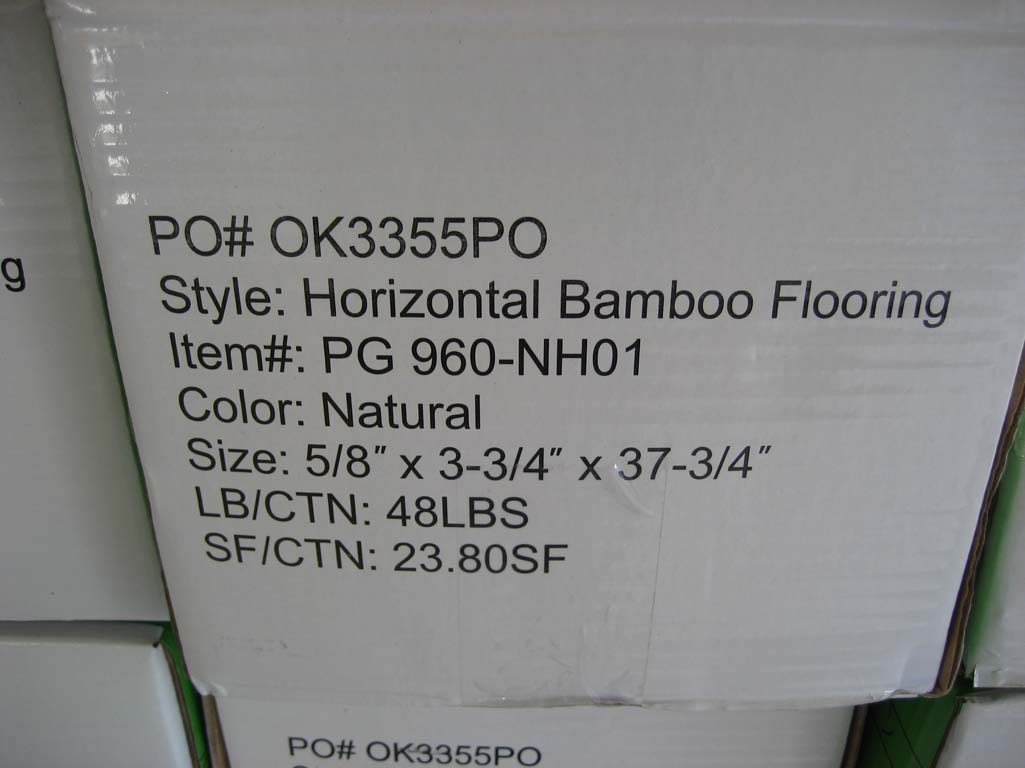 g
PO# OK3355PO
Style: Horizontal Bamboo Flooring
Item#: PG 960-NH01
Color: Natural
Size: 5/8″ x 3-3/4″ x 37-3/4″
LB/CTN: 48LBS
SF/CTN: 23.80SF
PO# OK3355PO